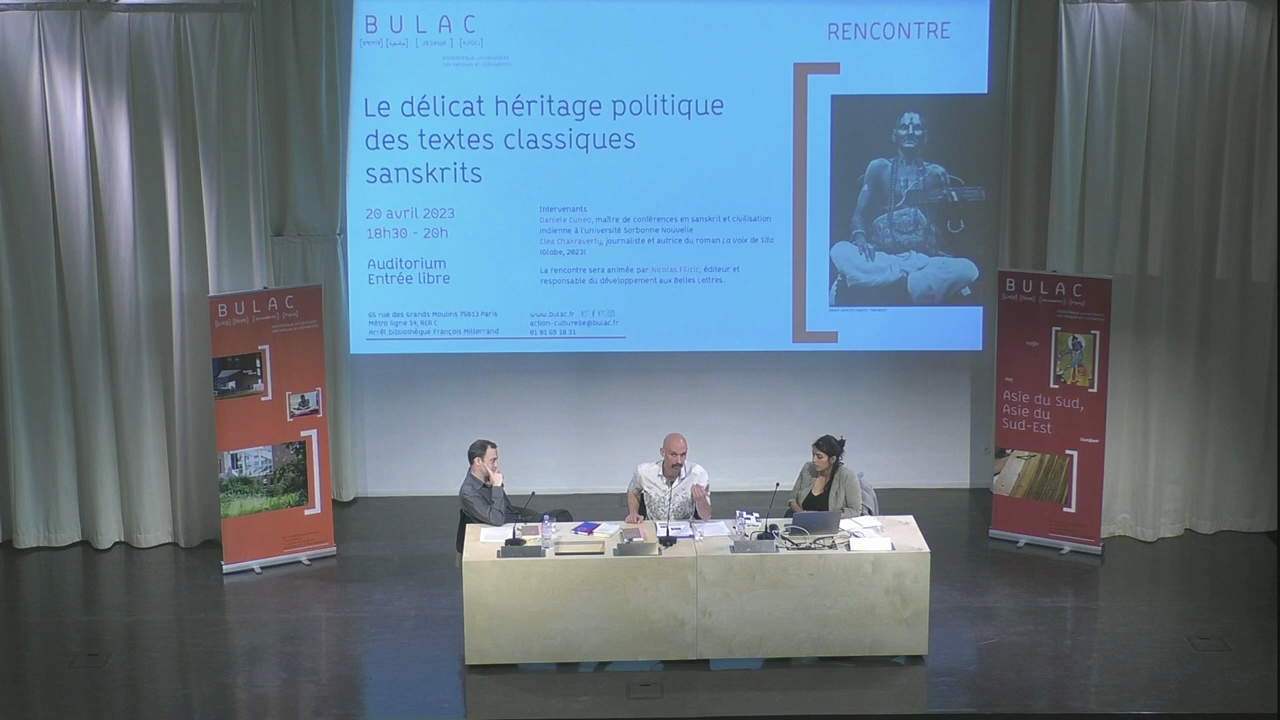 BULAC
RENCONTRE
Le délicat héritage politique
des textes classiques
sanskrits
20 avril 2023
18h30 - 20h
Auditorium
Entrée libre
Intervenants
Daniele Cuneo, maître de conférences en sanskrit et civilisation
indienne à l'université Sorbonne Nouvelle
Clea Chakraverty, journaliste et autrice du roman La Voix de Sita
(Globe, 2023)
La rencontre sera animée par Nicolas Filicic, éditeur et
responsable du développement aux Belles Lettres.
65 rue des Grands Moulins 75013 Paris
Métro ligne 14, RER C
Arrêt bibliothèque François Mitterrand
www.bulac.fr
action-culturelle@bulac.fr
01 81 69 18 31
BULAC
BULAC
Asie du Sud,
Asie du
Sud-Est